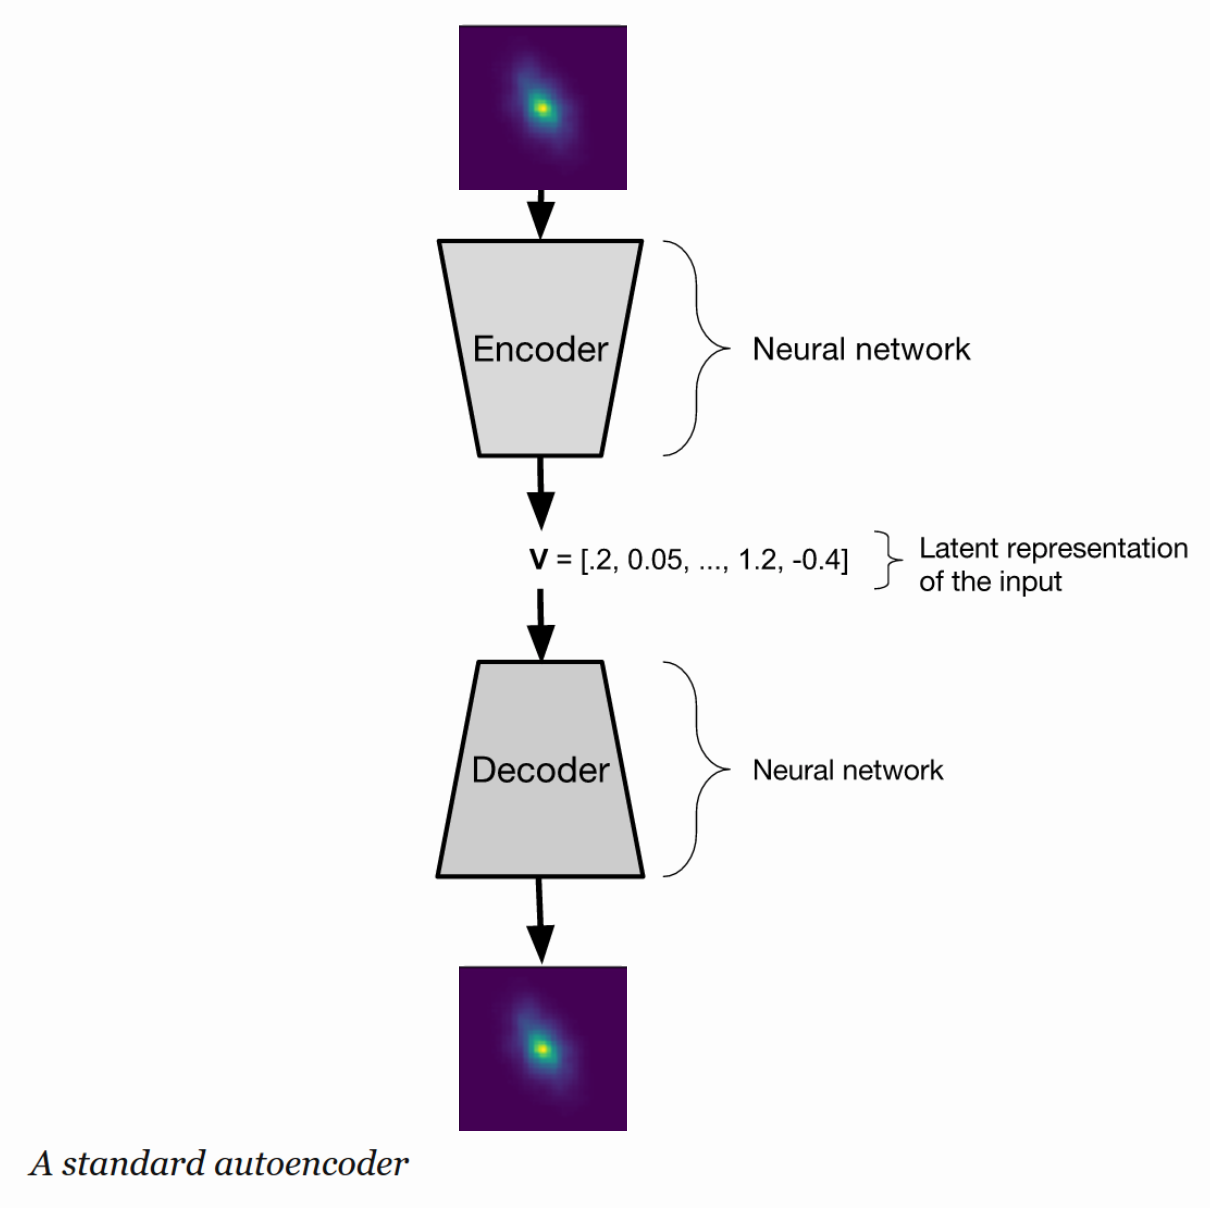 Encoder
Neural network
V = [.2, 0.05, ..., 1.2, -0.4]
Latent representation
of the input
Decoder
Neural network
A standard autoencoder